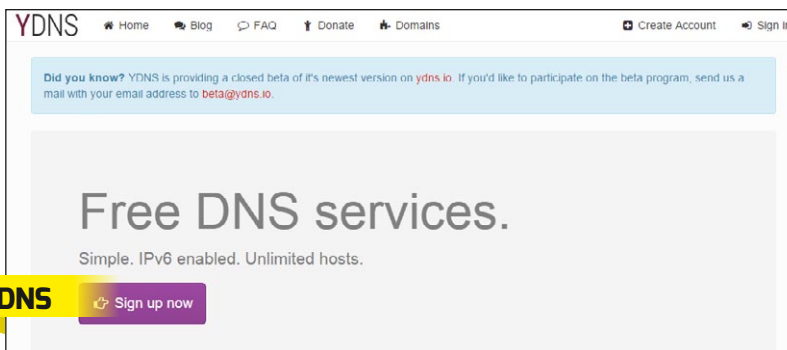 YDNS Home Blog FAQ Donate Domains Create Account Sign
Did you know? YDNS is providing a closed beta of it's newest version on ydns.io. If you'd like to participate on the beta program, send us a
mail with your email address to beta@ydns.io.
Free DNS services.
Simple. IPv6 enabled. Unlimited hosts.
DNS
Sign up now